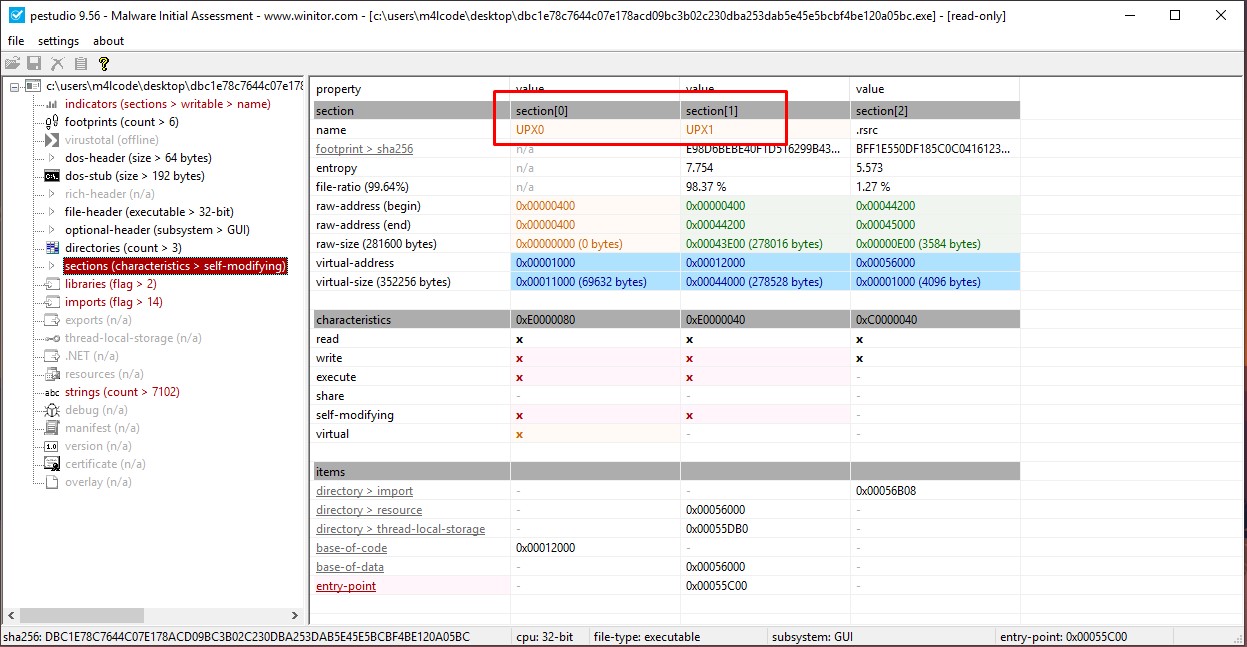 pestudio 9.56 - Malware Initial Assessment - www.winitor.com - [c:\users\m4lcode\desktop\dbc1e78c7644c07e178acd09bc3b02c230dba253dab5e45e5bcbf4be120a05bc.exe] - [read-only]
file settings about
c:\users\m4lcode\desktop\dbc1e78c7644c07e178
indicators (sections > writable > name)
footprints (count > 6)
virustotal (offline)
dos-header (size > 64 bytes)
dos-stub (size > 192 bytes)
rich-header (n/a)
file-header (executable > 32-bit)
optional-header (subsystem > GUI)
directories (count > 3)
sections (characteristics > self-modifying)
libraries (flag > 2)
imports (flag > 14)
exports (n/a)
thread-local-storage (n/a)
.NET (n/a)
resources (n/a)
abc strings (count > 7102)
debug (n/a)
manifest (n/a)
1.0 version (n/a)
certificate (n/a)
overlay (n/a)
property value value value
section section[0] section[1] section[2]
name UPX0 UPX1 .rsrc
footprint > sha256 n/a E98D6BEBE40F1D516299B43... BFF1E550DF185C0C0416123...
entropy n/a 7.754 5.573
file-ratio (99.64%) n/a 98.37 % 1.27 %
raw-address (begin) 0x00000400 0x00000400 0x00044200
raw-address (end) 0x00000400 0x00044200 0x00045000
raw-size (281600 bytes) 0x00000000 (0 bytes) 0x00043E00 (278016 bytes) 0x00000E00 (3584 bytes)
virtual-address 0x00001000 0x00012000 0x00056000
virtual-size (352256 bytes) 0x00011000 (69632 bytes) 0x00044000 (278528 bytes) 0x00001000 (4096 bytes)
characteristics 0xE0000080 0xE0000040 0xC0000040
read x x x
write x x x
execute x x -
share - - -
self-modifying x x -
virtual x - -
items
directory > import - - 0x00056B08
directory > resource - 0x00056000 -
directory > thread-local-storage - 0x00055DB0 -
base-of-code 0x00012000 - -
base-of-data - 0x00056000 -
entry-point - 0x00055C00 -
sha256: DBC1E78C7644C07E178ACD09BC3B02C230DBA253DAB5E45E5BCBF4BE120A05BC cpu: 32-bit file-type: executable subsystem: GUI entry-point: 0x00055C00